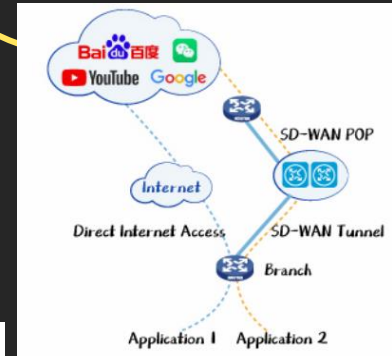 Baidu百度
YouTube Google
SD-WAN POP
Internet
Direct Internet Access
SD-WAN Tunnel
Branch
Application 1
Application 2